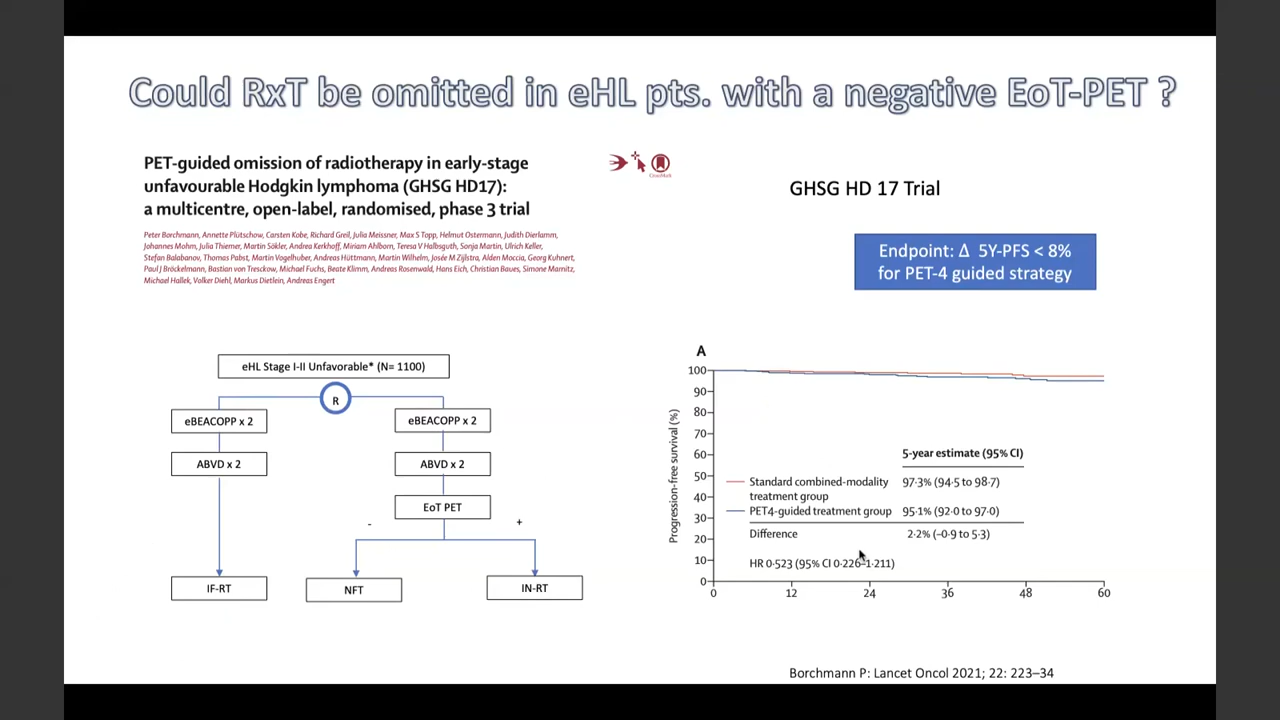 Could RxT be omitted in eHL pts. with a negative EoT-PET ?
PET-guided omission of radiotherapy in early-stage
unfavourable Hodgkin lymphoma (GHSG HD17):
a multicentre, open-label, randomised, phase 3 trial
CrossMark
Peter Borchmann, Annette Plütschow, Carsten Kobe, Richard Greil, Julia Meissner, Max S Topp, Helmut Ostermann, Judith Dierlamm,
Johannes Mohm, Julia Thiemer, Martin Sökler, Andrea Kerkhoff, Miriam Ahlborn, Teresa V Halbsguth, Sonja Martin, Ulrich Keller,
Stefan Balabanov, Thomas Pabst, Martin Vogelhuber, Andreas Hüttmann, Martin Wilhelm, Josée M Zijlstra, Alden Moccia, Georg Kuhnert,
Paul J Bröckelmann, Bastian von Tresckow, Michael Fuchs, Beate Klimm, Andreas Rosenwald, Hans Eich, Christian Baues, Simone Marnitz,
Michael Hallek, Volker Diehl, Markus Dietlein, Andreas Engert
GHSG HD 17 Trial
Endpoint: Δ 5Y-PFS < 8%
for PET-4 guided strategy
eHL Stage I-II Unfavorable* (N= 1100)
R
eBEACOPP x 2
eBEACOPP x 2
ABVD x 2
ABVD x 2
EoT PET
-
+
IF-RT
NFT
IN-RT
A
Progression-free survival (%)
100
90
80
70
60
50
40
30
20
10
0
5-year estimate (95% CI)
Standard combined-modality
treatment group
97·3% (94·5 to 98·7)
PET4-guided treatment group
95·1% (92·0 to 97·0)
Difference
2·2% (–0·9 to 5·3)
HR 0·523 (95% CI 0·226–1·211)
0
12
24
36
48
60
Borchmann P: Lancet Oncol 2021; 22: 223–34